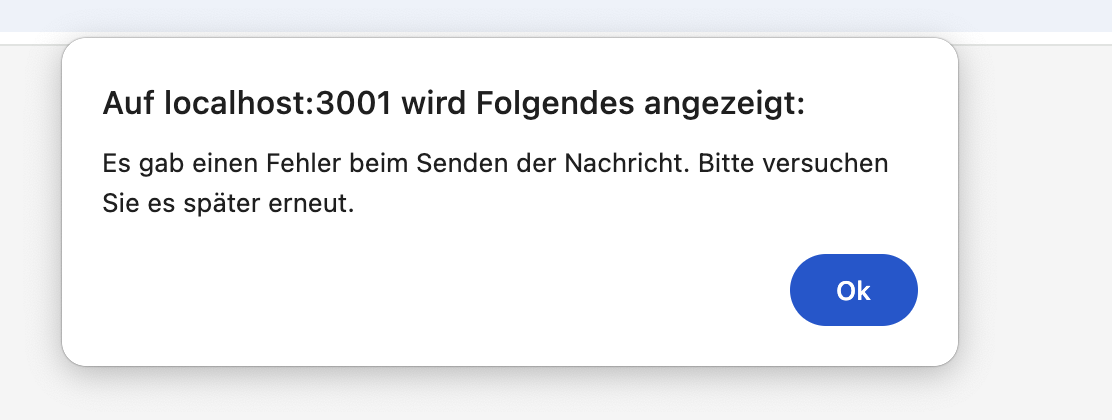 Auf localhost:3001 wird Folgendes angezeigt:
Es gab einen Fehler beim Senden der Nachricht. Bitte versuchen
Sie es später erneut.
Ok